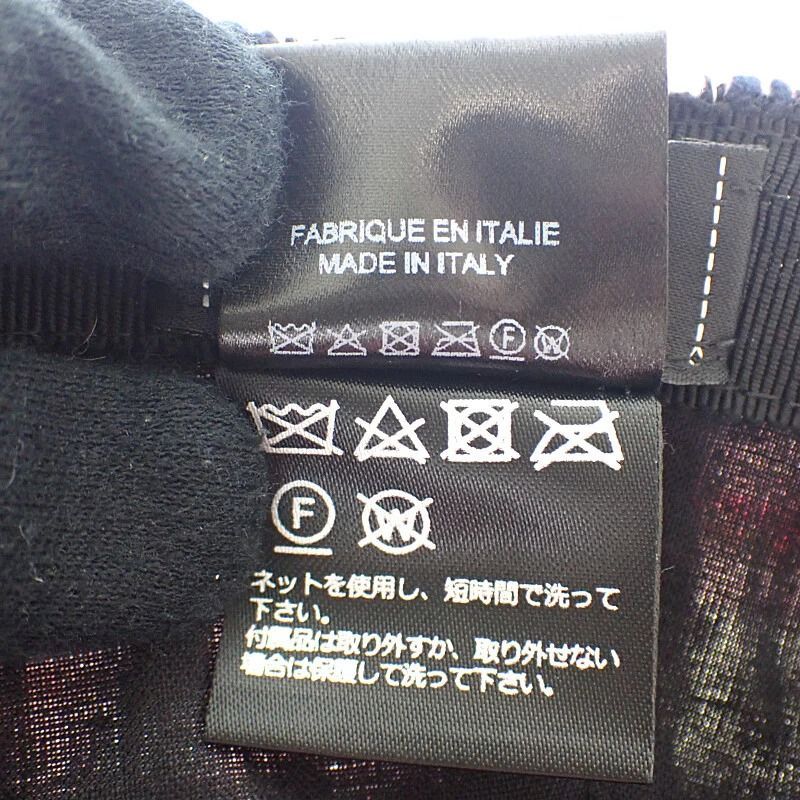 FABRIQUE EN ITALIE
MADE IN ITALY
F W
F W
ネットを使用し、短時間で洗って
下さい。
付属品は取り外すか、取り外せない
場合は保護して洗って下さい。